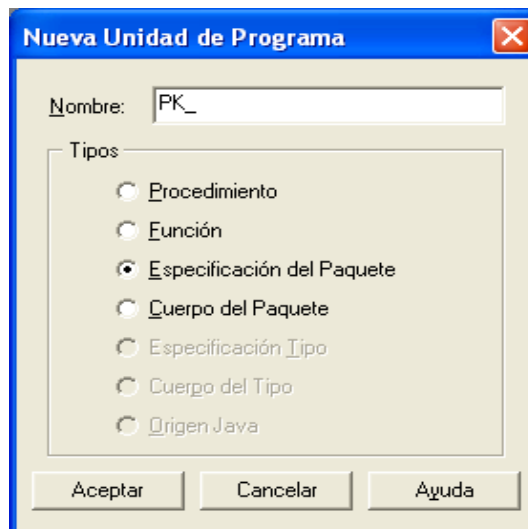 Nueva Unidad de Programa
Nombre: PK_
Tipos
Procedimiento
Función
Especificación del Paquete
Cuerpo del Paquete
Especificación Tipo
Cuerpo del Tipo
Origen Java
Aceptar Cancelar Ayuda